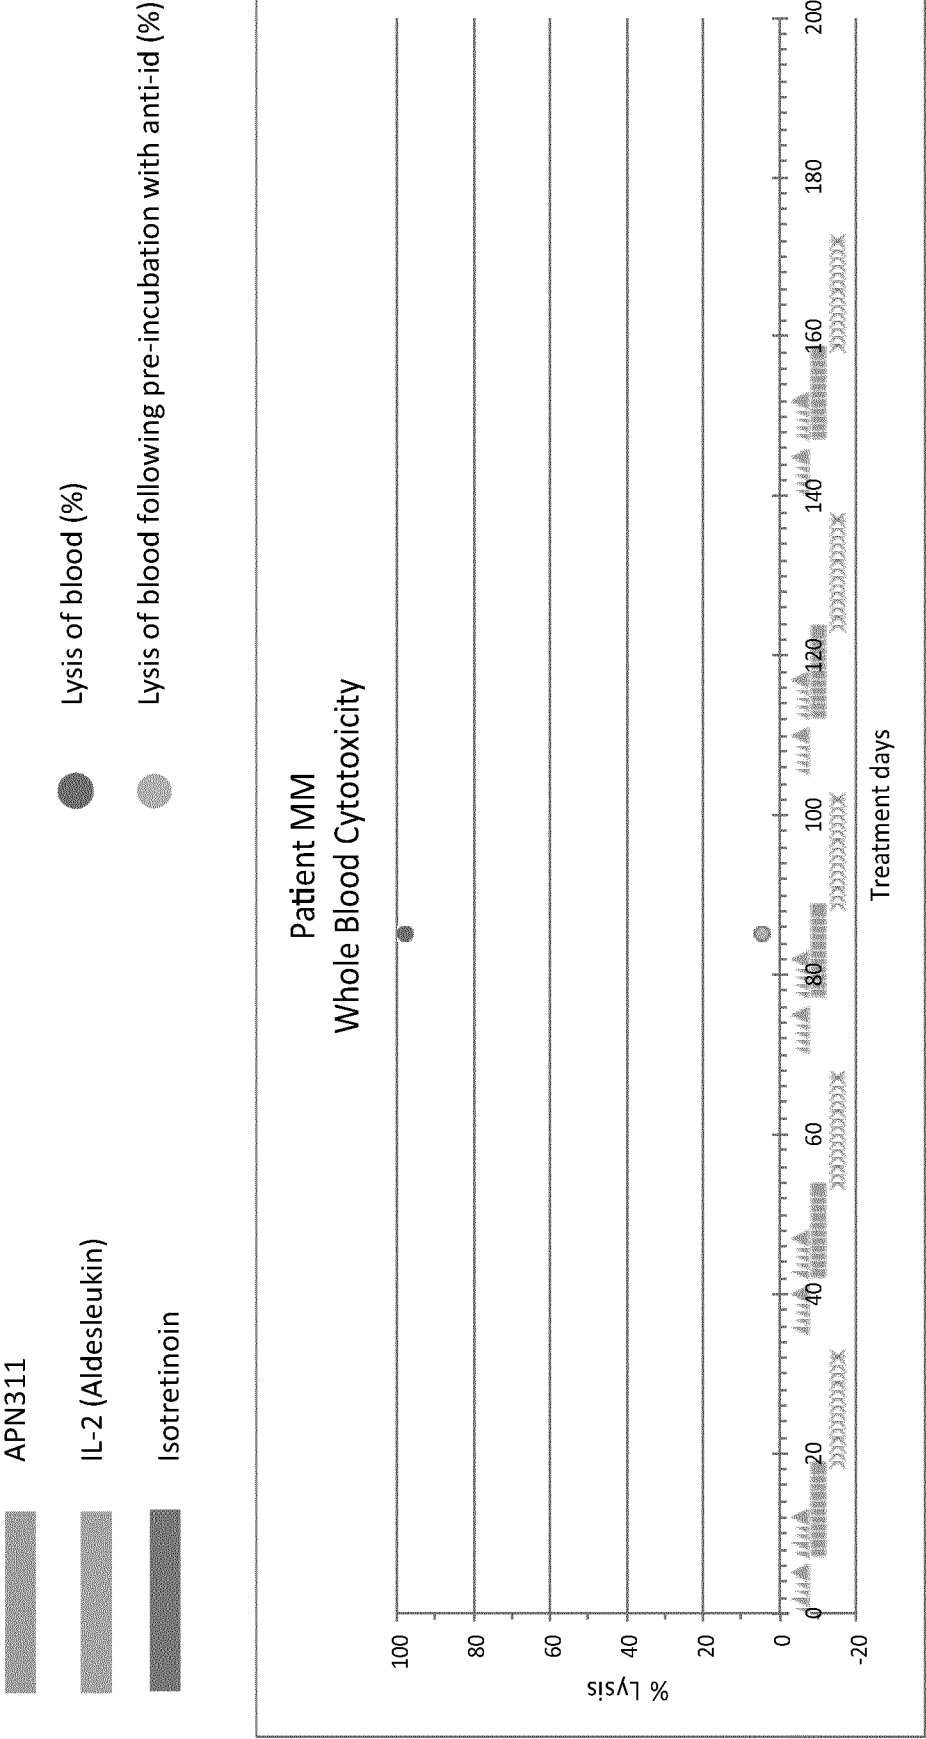 APN311
IL-2 (Aldesleukin)
Isotretinoin
Lysis of blood (%)
Lysis of blood following pre-incubation with anti-id (%)
Patient MM
Whole Blood Cytotoxicity
% Lysis
100
80
60
40
20
0
-20
0
20
40
60
80
100
120
140
160
180
200
Treatment days